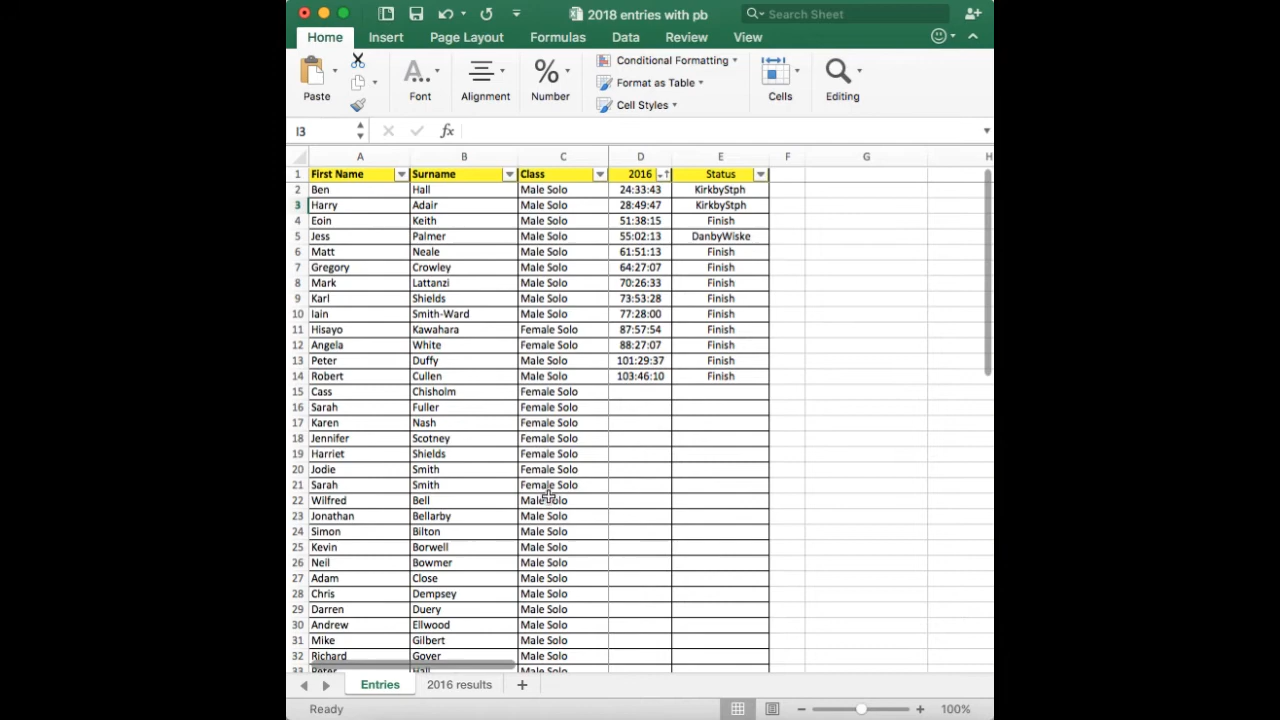 2018 entries with pb
Search Sheet
Home Insert Page Layout Formulas Data Review View
Paste Font Alignment Number Conditional Formatting Format as Table Cell Styles Cells Editing
I3 fx
A B C D E F G H
1 First Name Surname Class 2016 Status
2 Ben Hall Male Solo 24:33:43 KirkbyStph
3 Harry Adair Male Solo 28:49:47 KirkbyStph
4 Eoin Keith Male Solo 51:38:15 Finish
5 Jess Palmer Male Solo 55:02:13 DanbyWiske
6 Matt Neale Male Solo 61:51:13 Finish
7 Gregory Crowley Male Solo 64:27:07 Finish
8 Mark Lattanzi Male Solo 70:26:33 Finish
9 Karl Shields Male Solo 73:53:28 Finish
10 Iain Smith-Ward Male Solo 77:28:00 Finish
11 Hisayo Kawahara Female Solo 87:57:54 Finish
12 Angela White Female Solo 88:27:07 Finish
13 Peter Duffy Male Solo 101:29:37 Finish
14 Robert Cullen Male Solo 103:46:10 Finish
15 Cass Chisholm Female Solo
16 Sarah Fuller Female Solo
17 Karen Nash Female Solo
18 Jennifer Scotney Female Solo
19 Harriet Shields Female Solo
20 Jodie Smith Female Solo
21 Sarah Smith Female Solo
22 Wilfred Bell Male Solo
23 Jonathan Bellarby Male Solo
24 Simon Bilton Male Solo
25 Kevin Borwell Male Solo
26 Neil Bowmer Male Solo
27 Adam Close Male Solo
28 Chris Dempsey Male Solo
29 Darren Duery Male Solo
30 Andrew Ellwood Male Solo
31 Mike Gilbert Male Solo
32 Richard Gover Male Solo
33 Peter Hall Male Solo
Entries 2016 results
Ready 100%